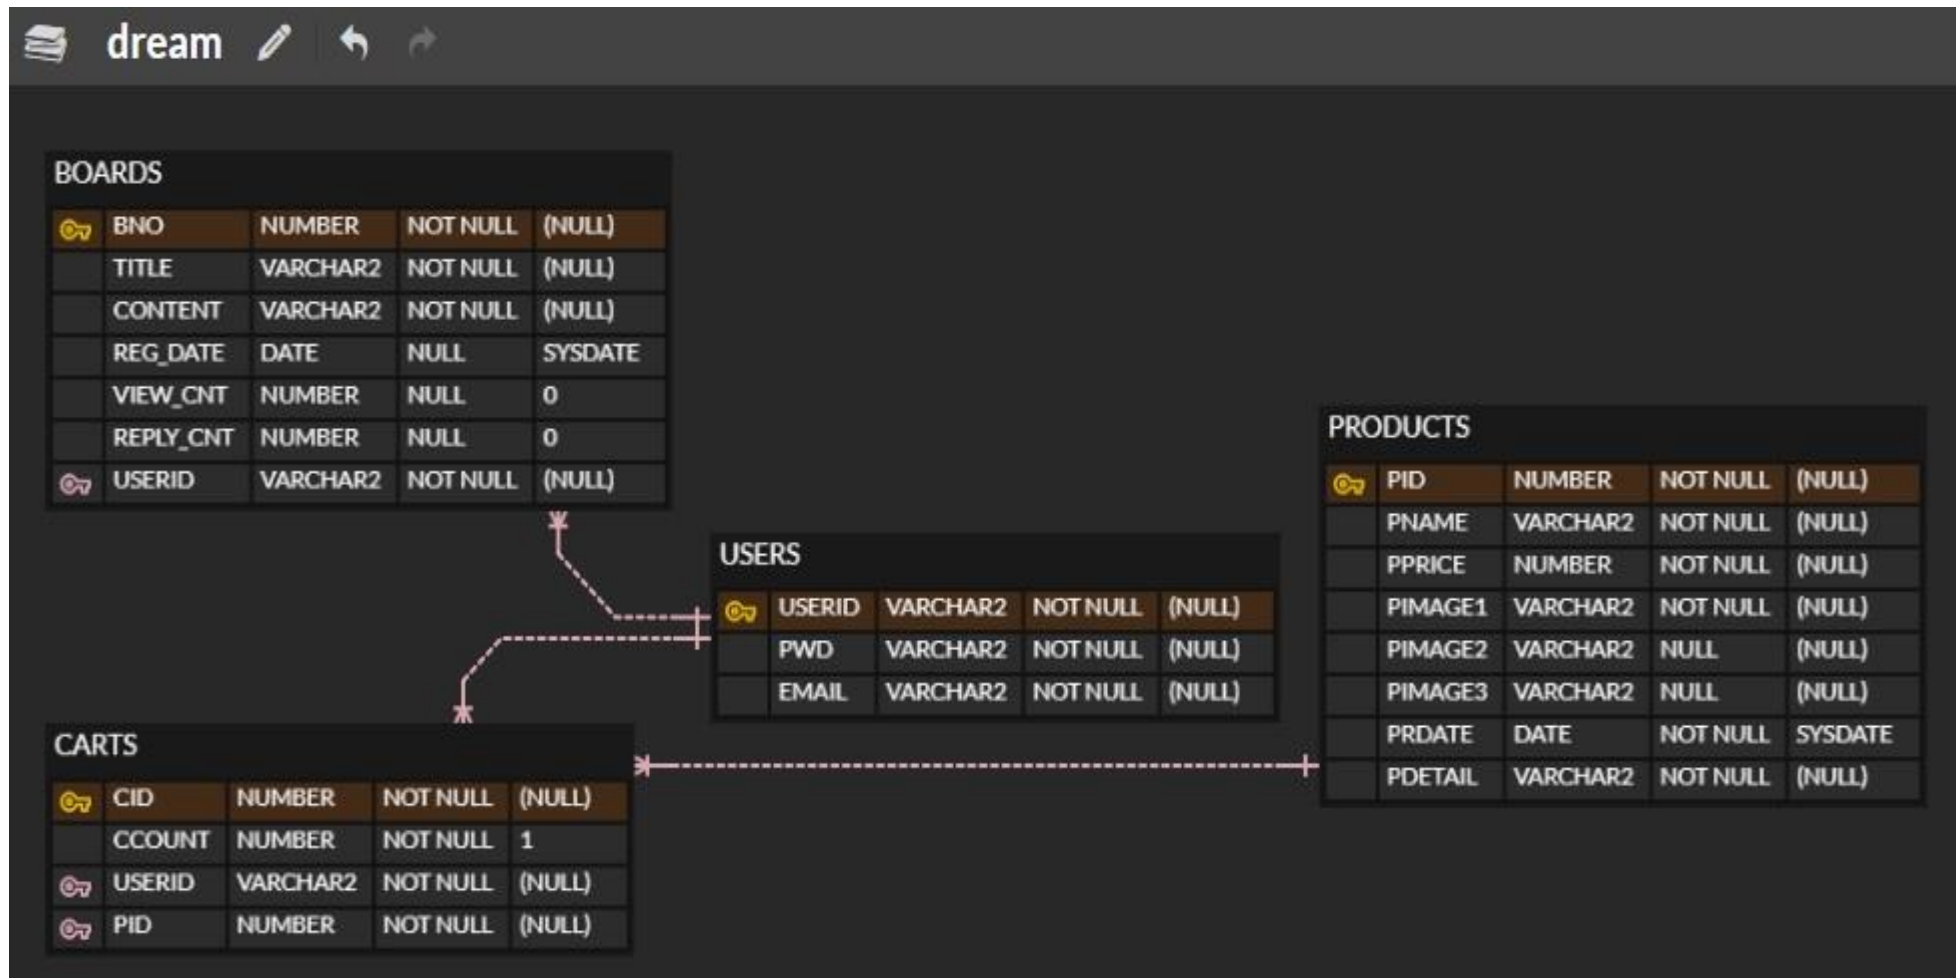 dream
BOARDS
BNO NUMBER NOT NULL (NULL)
TITLE VARCHAR2 NOT NULL (NULL)
CONTENT VARCHAR2 NOT NULL (NULL)
REG_DATE DATE NULL SYSDATE
VIEW_CNT NUMBER NULL 0
REPLY_CNT NUMBER NULL 0
USERID VARCHAR2 NOT NULL (NULL)
USERS
USERID VARCHAR2 NOT NULL (NULL)
PWD VARCHAR2 NOT NULL (NULL)
EMAIL VARCHAR2 NOT NULL (NULL)
PRODUCTS
PID NUMBER NOT NULL (NULL)
PNAME VARCHAR2 NOT NULL (NULL)
PPRICE NUMBER NOT NULL (NULL)
PIMAGE1 VARCHAR2 NOT NULL (NULL)
PIMAGE2 VARCHAR2 NULL (NULL)
PIMAGE3 VARCHAR2 NULL (NULL)
PRDATE DATE NOT NULL SYSDATE
PDETAIL VARCHAR2 NOT NULL (NULL)
CARTS
CID NUMBER NOT NULL (NULL)
CCOUNT NUMBER NOT NULL 1
USERID VARCHAR2 NOT NULL (NULL)
PID NUMBER NOT NULL (NULL)